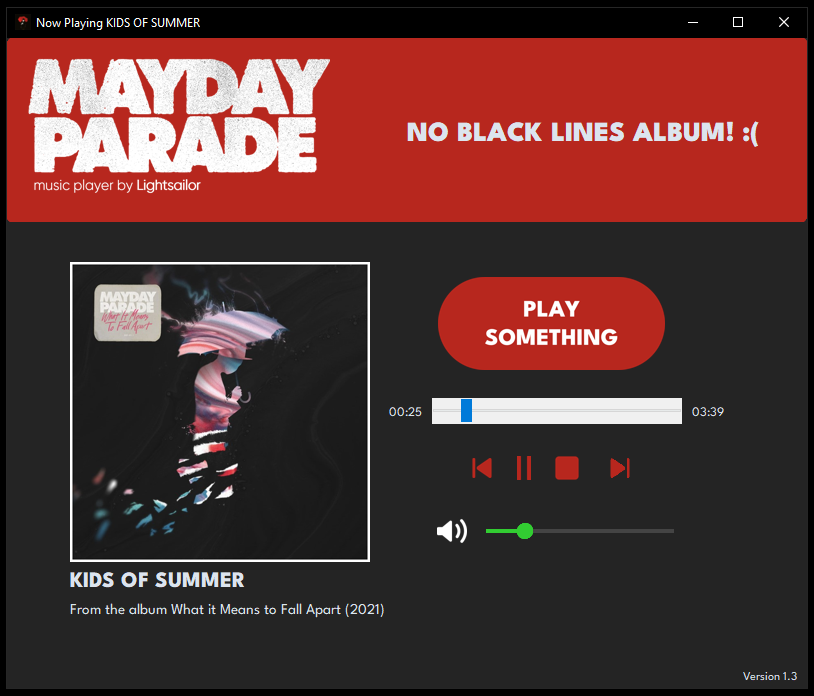 Now Playing KIDS OF SUMMER
MAYDAY
PARADE
music player by Lightsailor
NO BLACK LINES ALBUM! :(
MAYDAY
PARADE
What It Means
To Fall Apart
PLAY
SOMETHING
00:25
03:39
KIDS OF SUMMER
From the album What it Means to Fall Apart (2021)
Version 1.3